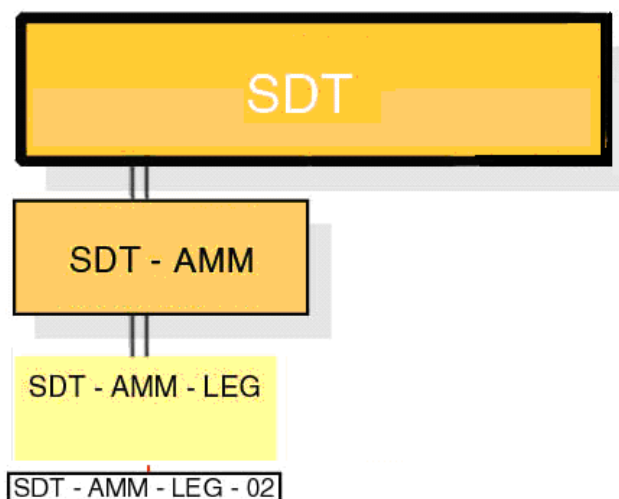 SDT
SDT - AMM
SDT - AMM - LEG
SDT - AMM - LEG - 02